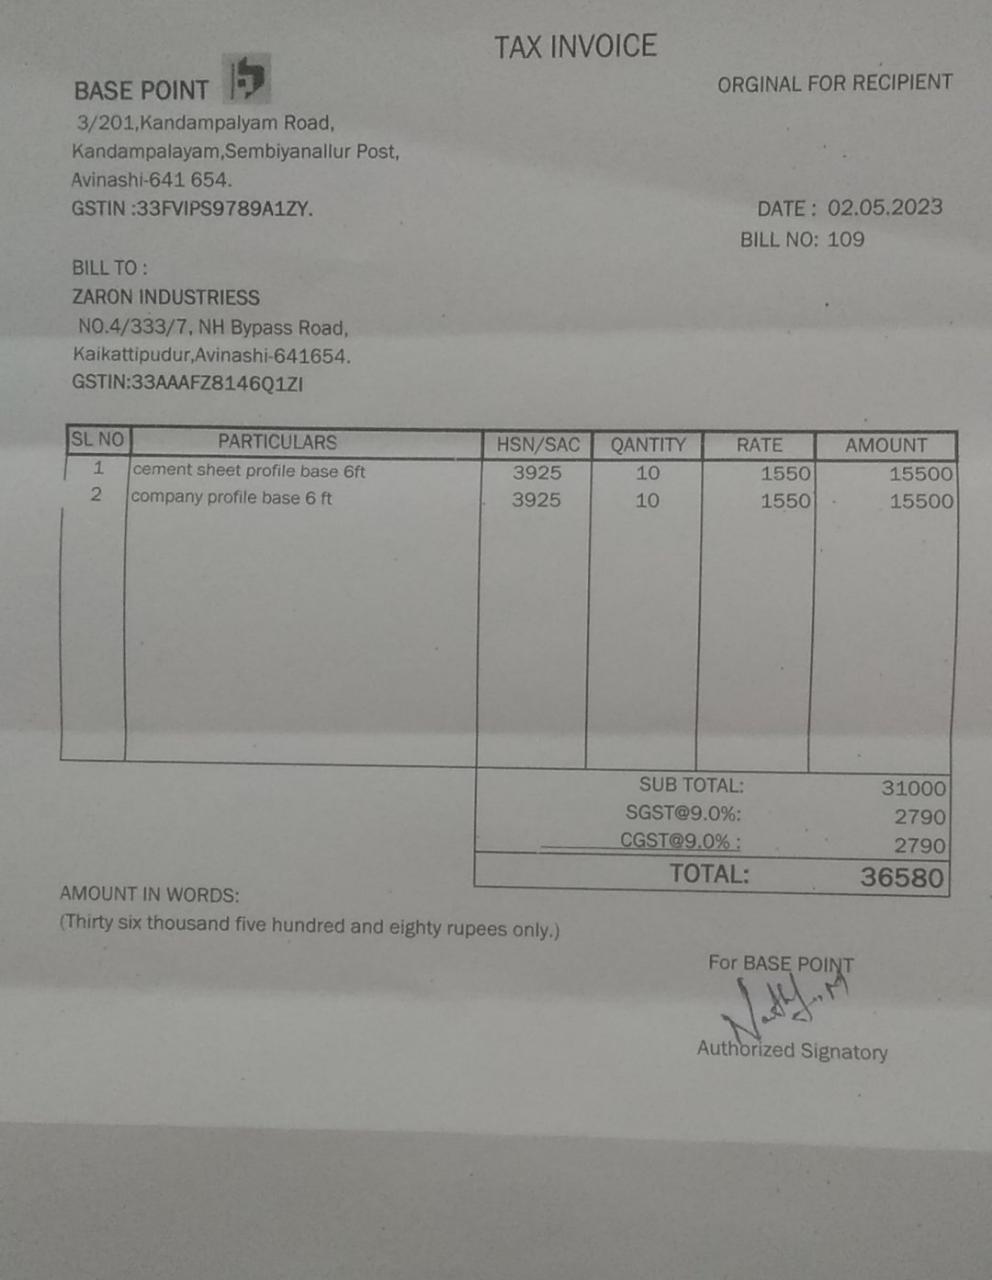 TAX INVOICE
ORGINAL FOR RECIPIENT
BASE POINT
3/201,Kandampalyam Road,
Kandampalayam,Sembiyanallur Post,
Avinashi-641 654.
GSTIN :33FVIPS9789A1ZY.
DATE : 02.05.2023
BILL NO: 109
BILL TO :
ZARON INDUSTRIESS
NO.4/333/7, NH Bypass Road,
Kaikattipudur,Avinashi-641654.
GSTIN:33AAAFZ8146Q1ZI
SL NO PARTICULARS HSN/SAC QANTITY RATE AMOUNT
1 cement sheet profile base 6ft 3925 10 1550 15500
2 company profile base 6 ft 3925 10 1550 15500
SUB TOTAL: 31000
SGST@9.0%: 2790
CGST@9.0% : 2790
TOTAL: 36580
AMOUNT IN WORDS:
(Thirty six thousand five hundred and eighty rupees only.)
For BASE POINT
Authorized Signatory